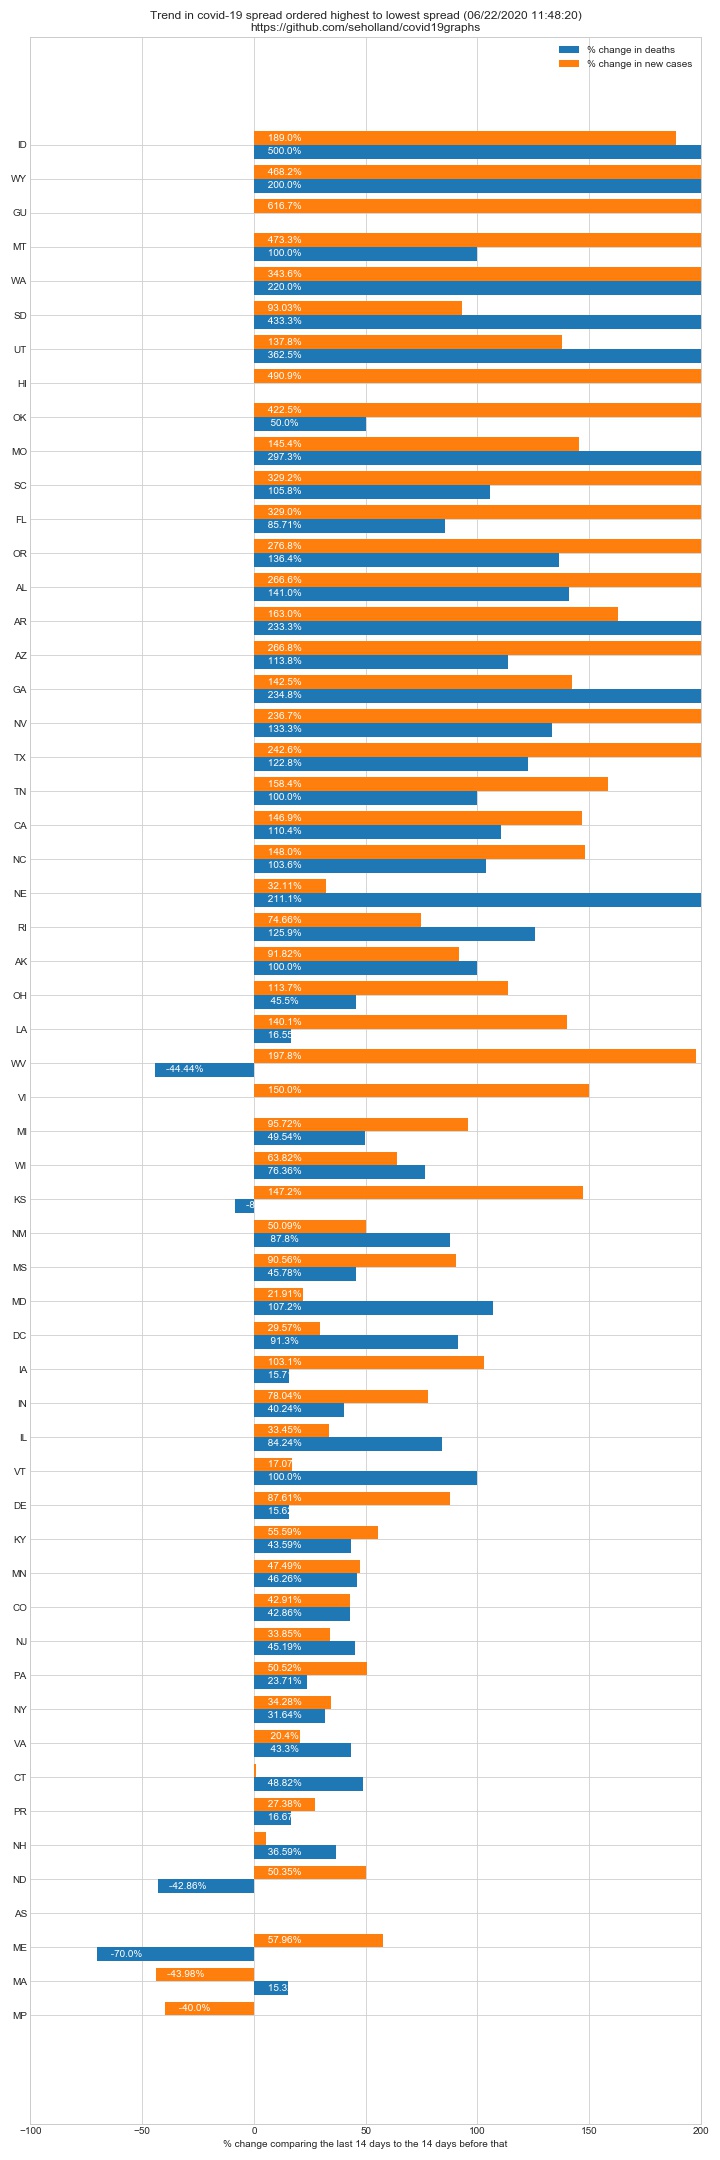 Trend in covid-19 spread ordered highest to lowest spread (06/22/2020 11:48:20)
https://github.com/seholland/covid19graphs
% change in deaths
% change in new cases
189.0%
ID
500.0%
468.2%
WY
200.0%
616.7%
GU
473.3%
MT
100.0%
343.6%
WA
220.0%
93.03%
SD
433.3%
137.8%
UT
362.5%
490.9%
HI
422.5%
OK
50.0%
145.4%
MO
297.3%
329.2%
SC
105.8%
329.0%
FL
85.71%
276.8%
OR
136.4%
266.6%
AL
141.0%
163.0%
AR
233.3%
266.8%
AZ
113.8%
142.5%
GA
234.8%
236.7%
NV
133.3%
242.6%
TX
122.8%
158.4%
TN
100.0%
146.9%
CA
110.4%
148.0%
NC
103.6%
32.11%
NE
211.1%
74.66%
RI
125.9%
91.82%
AK
100.0%
113.7%
OH
45.5%
140.1%
LA
16.55
197.8%
WV
-44.44%
150.0%
VI
95.72%
MI
49.54%
63.82%
WI
76.36%
147.2%
KS
50.09%
NM
87.8%
90.56%
MS
45.78%
21.91%
MD
107.2%
29.57%
DC
91.3%
103.1%
IA
15.7
78.04%
IN
40.24%
33.45%
IL
84.24%
17.07
VT
100.0%
87.61%
DE
15.62
55.59%
KY
43.59%
47.49%
MN
46.26%
42.91%
CO
42.86%
33.85%
NJ
45.19%
50.52%
PA
23.71%
34.28%
NY
31.64%
20.4%
VA
43.3%
CT
48.82%
27.38%
PR
16.67
NH
36.59%
50.35%
ND
-42.86%
AS
57.96%
ME
-70.0%
-43.98%
MA
15.3
-40.0%
MP
−100 −50 0 50 100 150 200
% change comparing the last 14 days to the 14 days before that